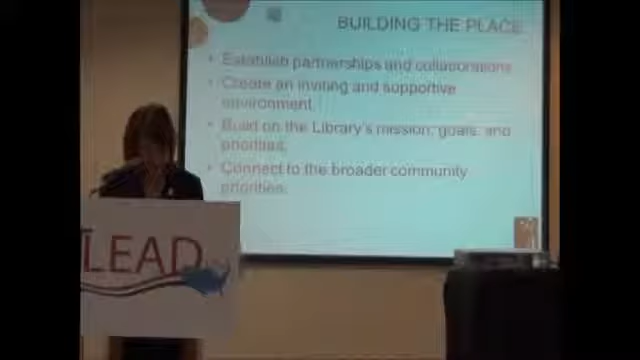 BUILDING THE PLACE
• Establish partnerships and collaborations
• Create an inviting and supportive
environment.
• Build on the Library's mission, goals, and
priorities.
• Connect to the broader community
priorities.
LEAD